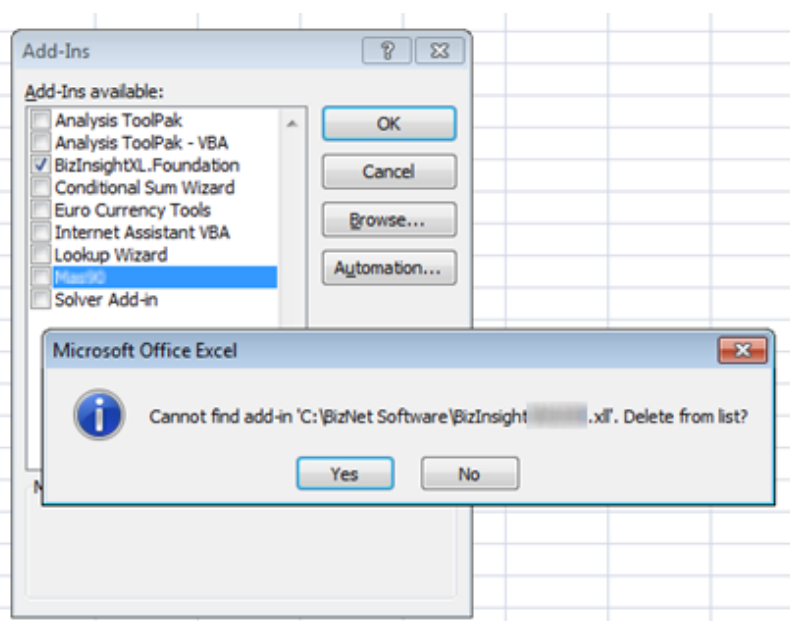 Add-Ins
Add-Ins available:
Analysis ToolPak
Analysis ToolPak - VBA
BizInsightXL.Foundation
Conditional Sum Wizard
Euro Currency Tools
Internet Assistant VBA
Lookup Wizard
Mas90
Solver Add-in
OK
Cancel
Browse...
Automation...
Microsoft Office Excel
Cannot find add-in 'C:\BizNet Software\BizInsight .xll'. Delete from list?
Yes
No